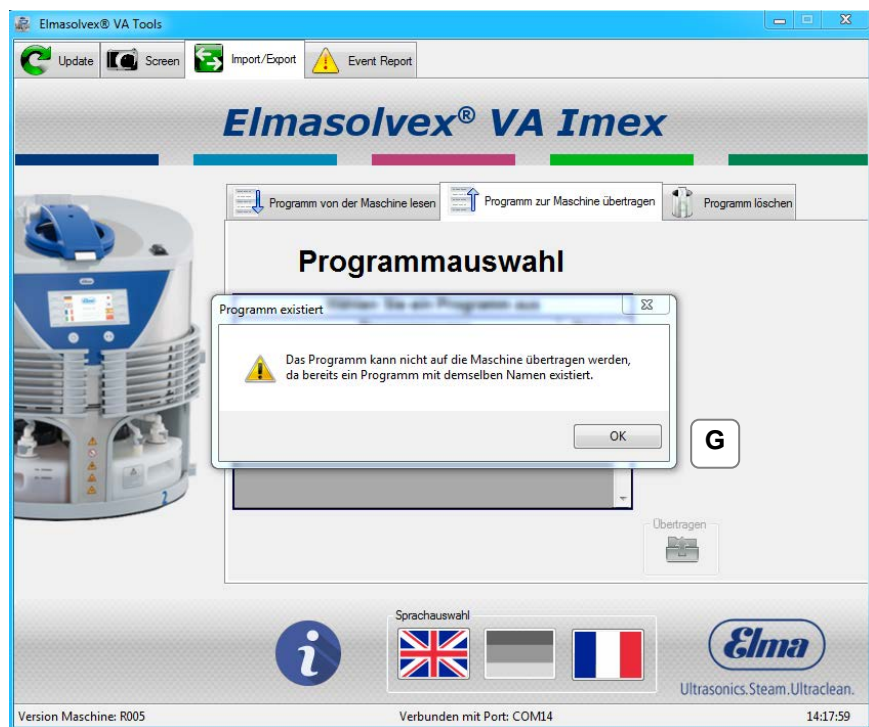 Elmasolvex® VA Tools
Update
Screen
Import/Export
Event Report
Elmasolvex® VA Imex
Programm von der Maschine lesen
Programm zur Maschine übertragen
Programm löschen
Programmauswahl
Programm existiert
Das Programm kann nicht auf die Maschine übertragen werden,
da bereits ein Programm mit demselben Namen existiert.
OK
G
2
Übertragen
Sprachauswahl
i
Elma
Ultrasonics.Steam.Ultraclean.
Version Maschine: R005
Verbunden mit Port: COM14
14:17:59